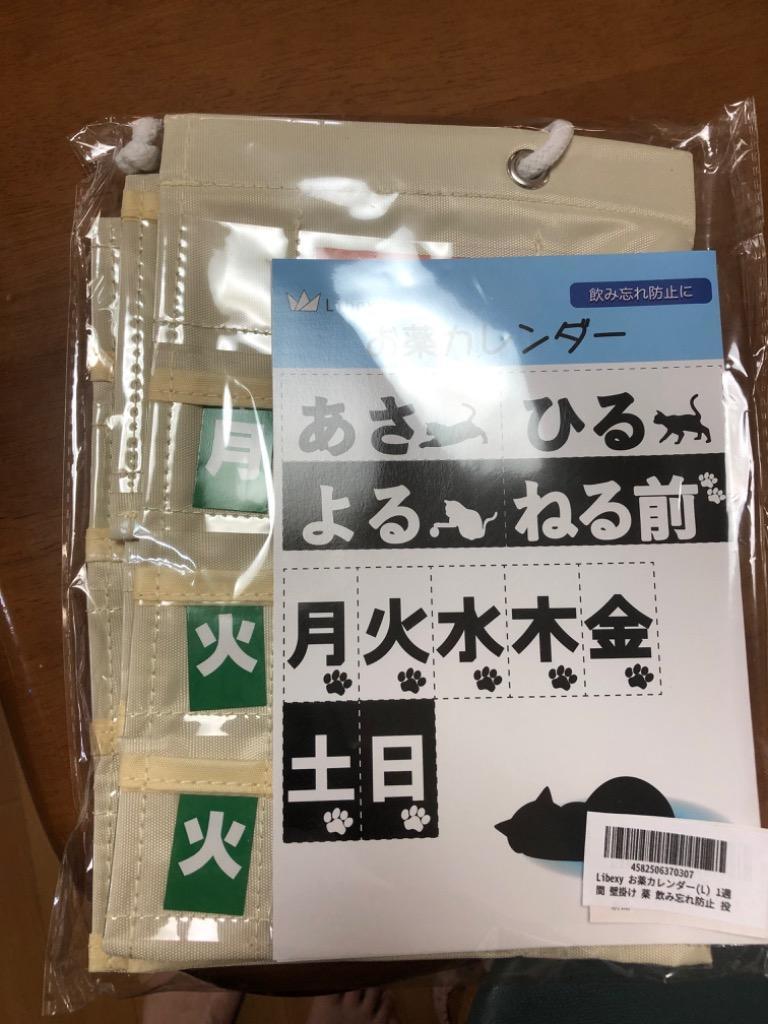 Libexy
飲み忘れ防止に
お薬カレンダー
あさ ひる
よる ねる前
月 火 水 木 金
土 日
月
火
火
4582506370307
Libexy お薬カレンダー(L) 1週
間 壁掛け 薬 飲み忘れ防止 投